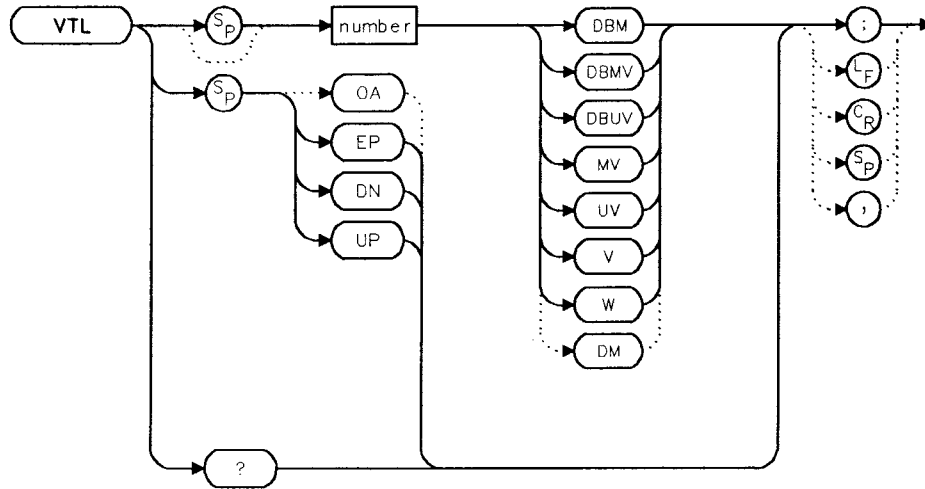 VTL SP number DBM ;
DBMV LF
SP OA DBUV CR
EP MV SP
DN UV ,
UP V
W
DM
?